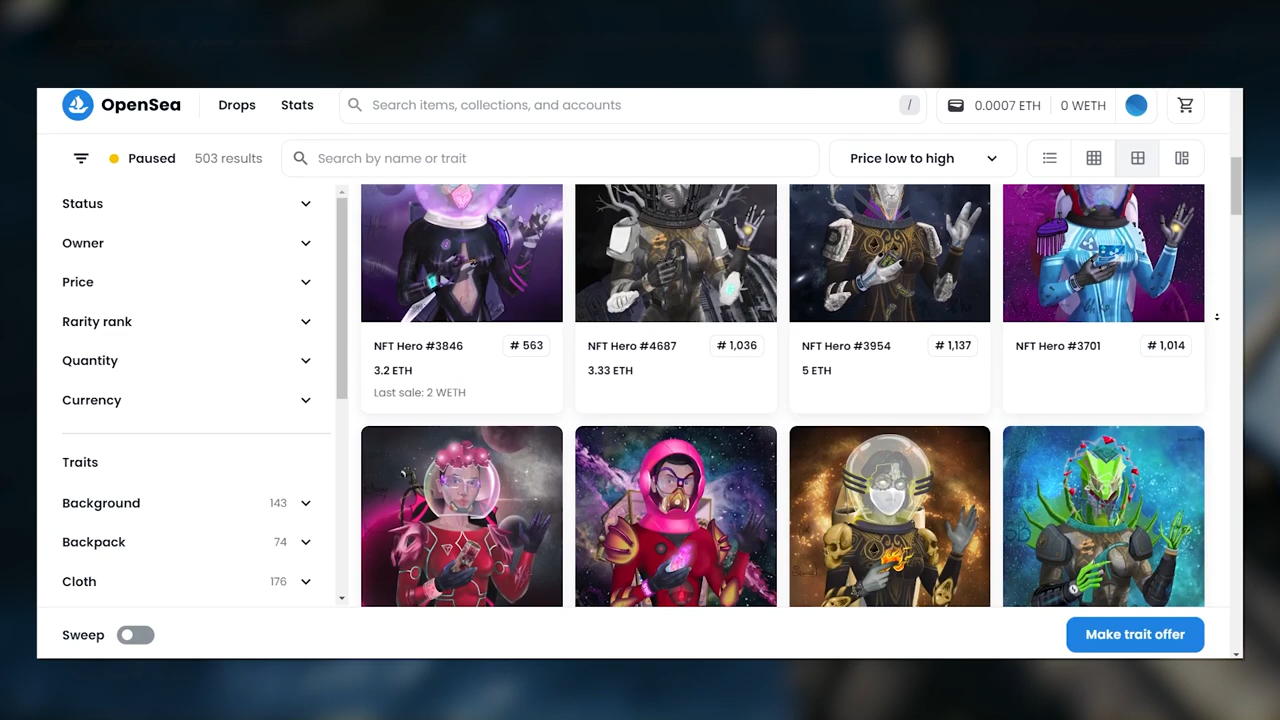 OpenSea Drops Stats Search items, collections, and accounts / 0.0007 ETH 0 WETH
Paused 503 results Search by name or trait Price low to high
Status
Owner
Price
Rarity rank
Quantity
Currency
Traits
Background 143
Backpack 74
Cloth 176
NFT Hero #3846 # 563
3.2 ETH
Last sale: 2 WETH
NFT Hero #4687 # 1,036
3.33 ETH
NFT Hero #3954 # 1,137
5 ETH
NFT Hero #3701 # 1,014
Sweep
Make trait offer